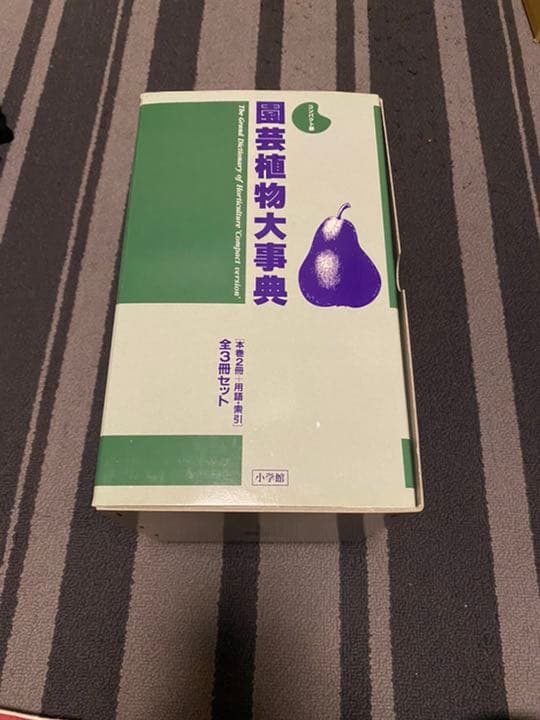 コンパクト版
園芸植物大事典
The Grand Dictionary of Horticulture 'Compact version'
[本巻2冊+用語・索引]
全3冊セット
小学館